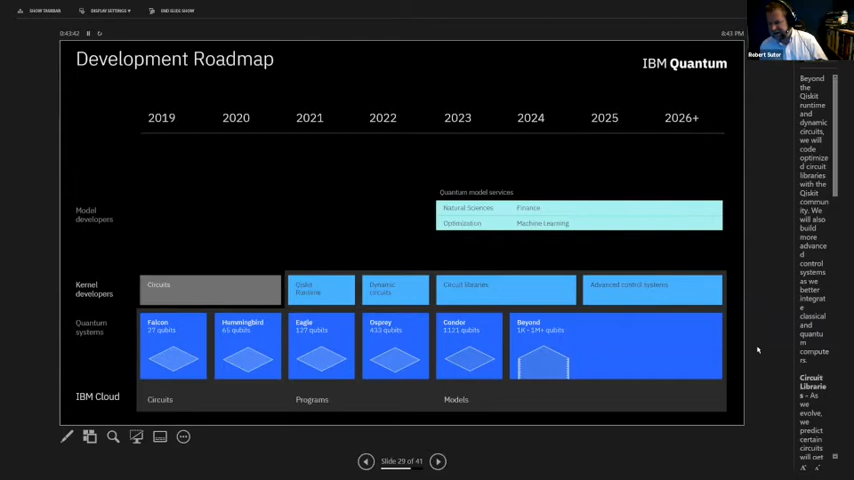 SHOW TASKBAR
DISPLAY SETTINGS
END SLIDE SHOW
0:43:42
8:43 PM
Robert Sutor
Development Roadmap
IBM Quantum
2019 2020 2021 2022 2023 2024 2025 2026+
Model
developers
Quantum model services
Natural Sciences
Finance
Optimization
Machine Learning
Kernel
developers
Circuits
Qiskit
Runtime
Dynamic
circuits
Circuit libraries
Advanced control systems
Quantum
systems
Falcon
27 qubits
Hummingbird
65 qubits
Eagle
127 qubits
Osprey
433 qubits
Condor
1121 qubits
Beyond
1K - 1M+ qubits
IBM Cloud
Circuits
Programs
Models
Slide 29 of 41
Beyond
the
Qiskit
runtime
and
dynamic
circuits,
we will
code
optimize
d circuit
libraries
with the
Qiskit
commun
ity. We
will also
build
more
advance
d
control
systems
as we
better
integrat
e
classical
and
quantu
m
compute
rs.
Circuit
Librarie
s – As
we
evolve,
we
predict
certain
circuits
will get